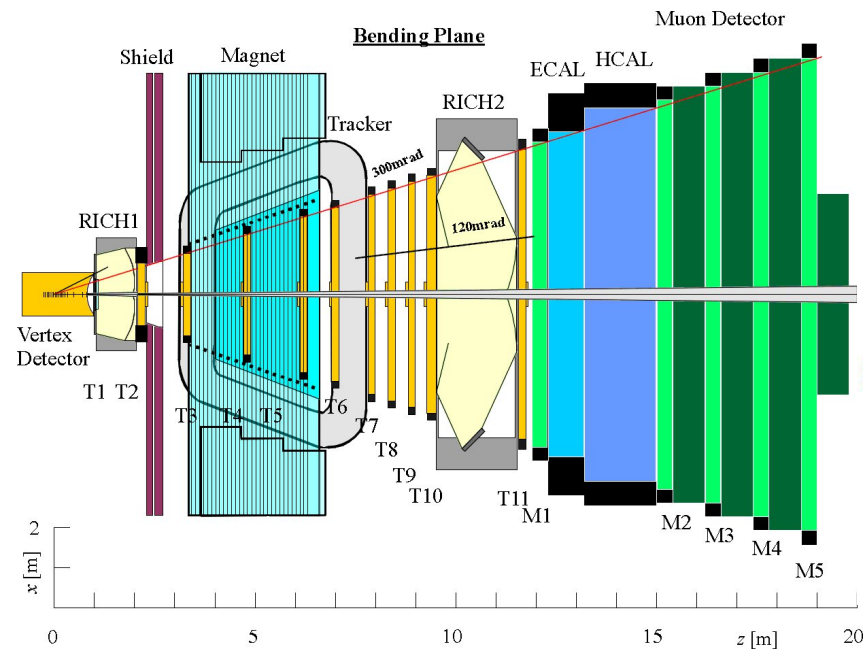 Muon Detector
Bending Plane
Shield
Magnet
ECAL
HCAL
RICH2
Tracker
300mrad
RICH1
120mrad
Vertex
Detector
T1
T2
T3
T4
T5
T6
T7
T8
T9
T10
T11
M1
M2
M3
M4
M5
2
x [m]
0
5
10
15
z [m]
20